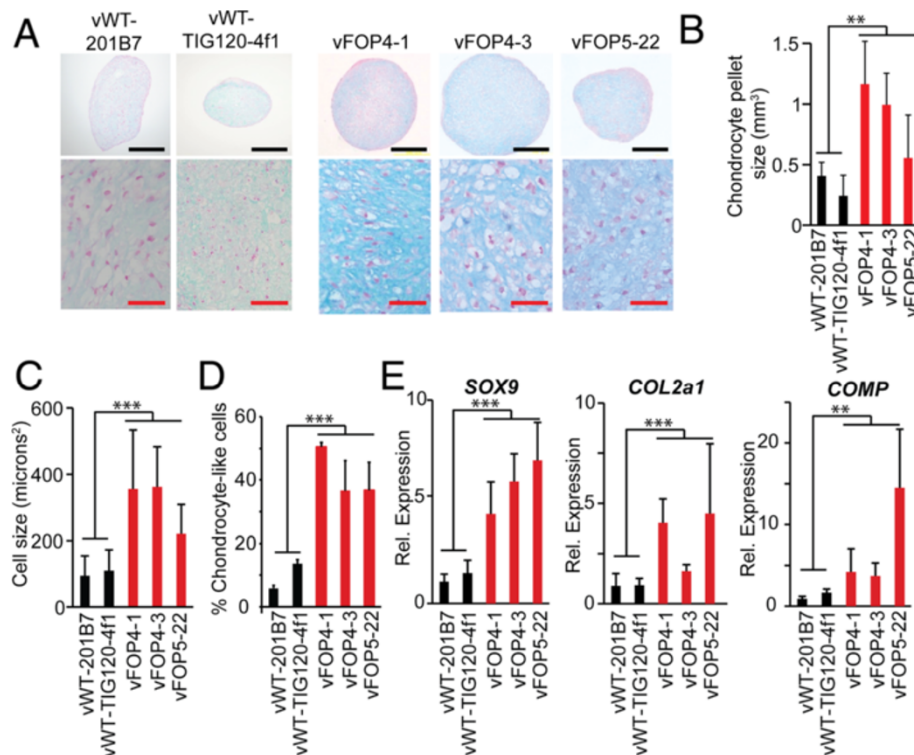 A
vWT-
201B7
vWT-
TIG120-4f1
vFOP4-1
vFOP4-3
vFOP5-22
B
**
Chondrocyte pellet
size (mm³)
1.5
1
0.5
0
vWT-201B7
vWT-TIG120-4f1
vFOP4-1
vFOP4-3
vFOP5-22
C
***
Cell size (microns²)
600
400
200
0
vWT-201B7
vWT-TIG120-4f1
vFOP4-1
vFOP4-3
vFOP5-22
D
***
% Chondrocyte-like cells
60
40
20
0
vWT-201B7
vWT-TIG120-4f1
vFOP4-1
vFOP4-3
vFOP5-22
E
SOX9
***
Rel. Expression
10
5
0
vWT-201B7
vWT-TIG120-4f1
vFOP4-1
vFOP4-3
vFOP5-22
COL2a1
***
Rel. Expression
10
5
0
vWT-201B7
vWT-TIG120-4f1
vFOP4-1
vFOP4-3
vFOP5-22
COMP
**
Rel. Expression
20
15
10
5
0
vWT-201B7
vWT-TIG120-4f1
vFOP4-1
vFOP4-3
vFOP5-22